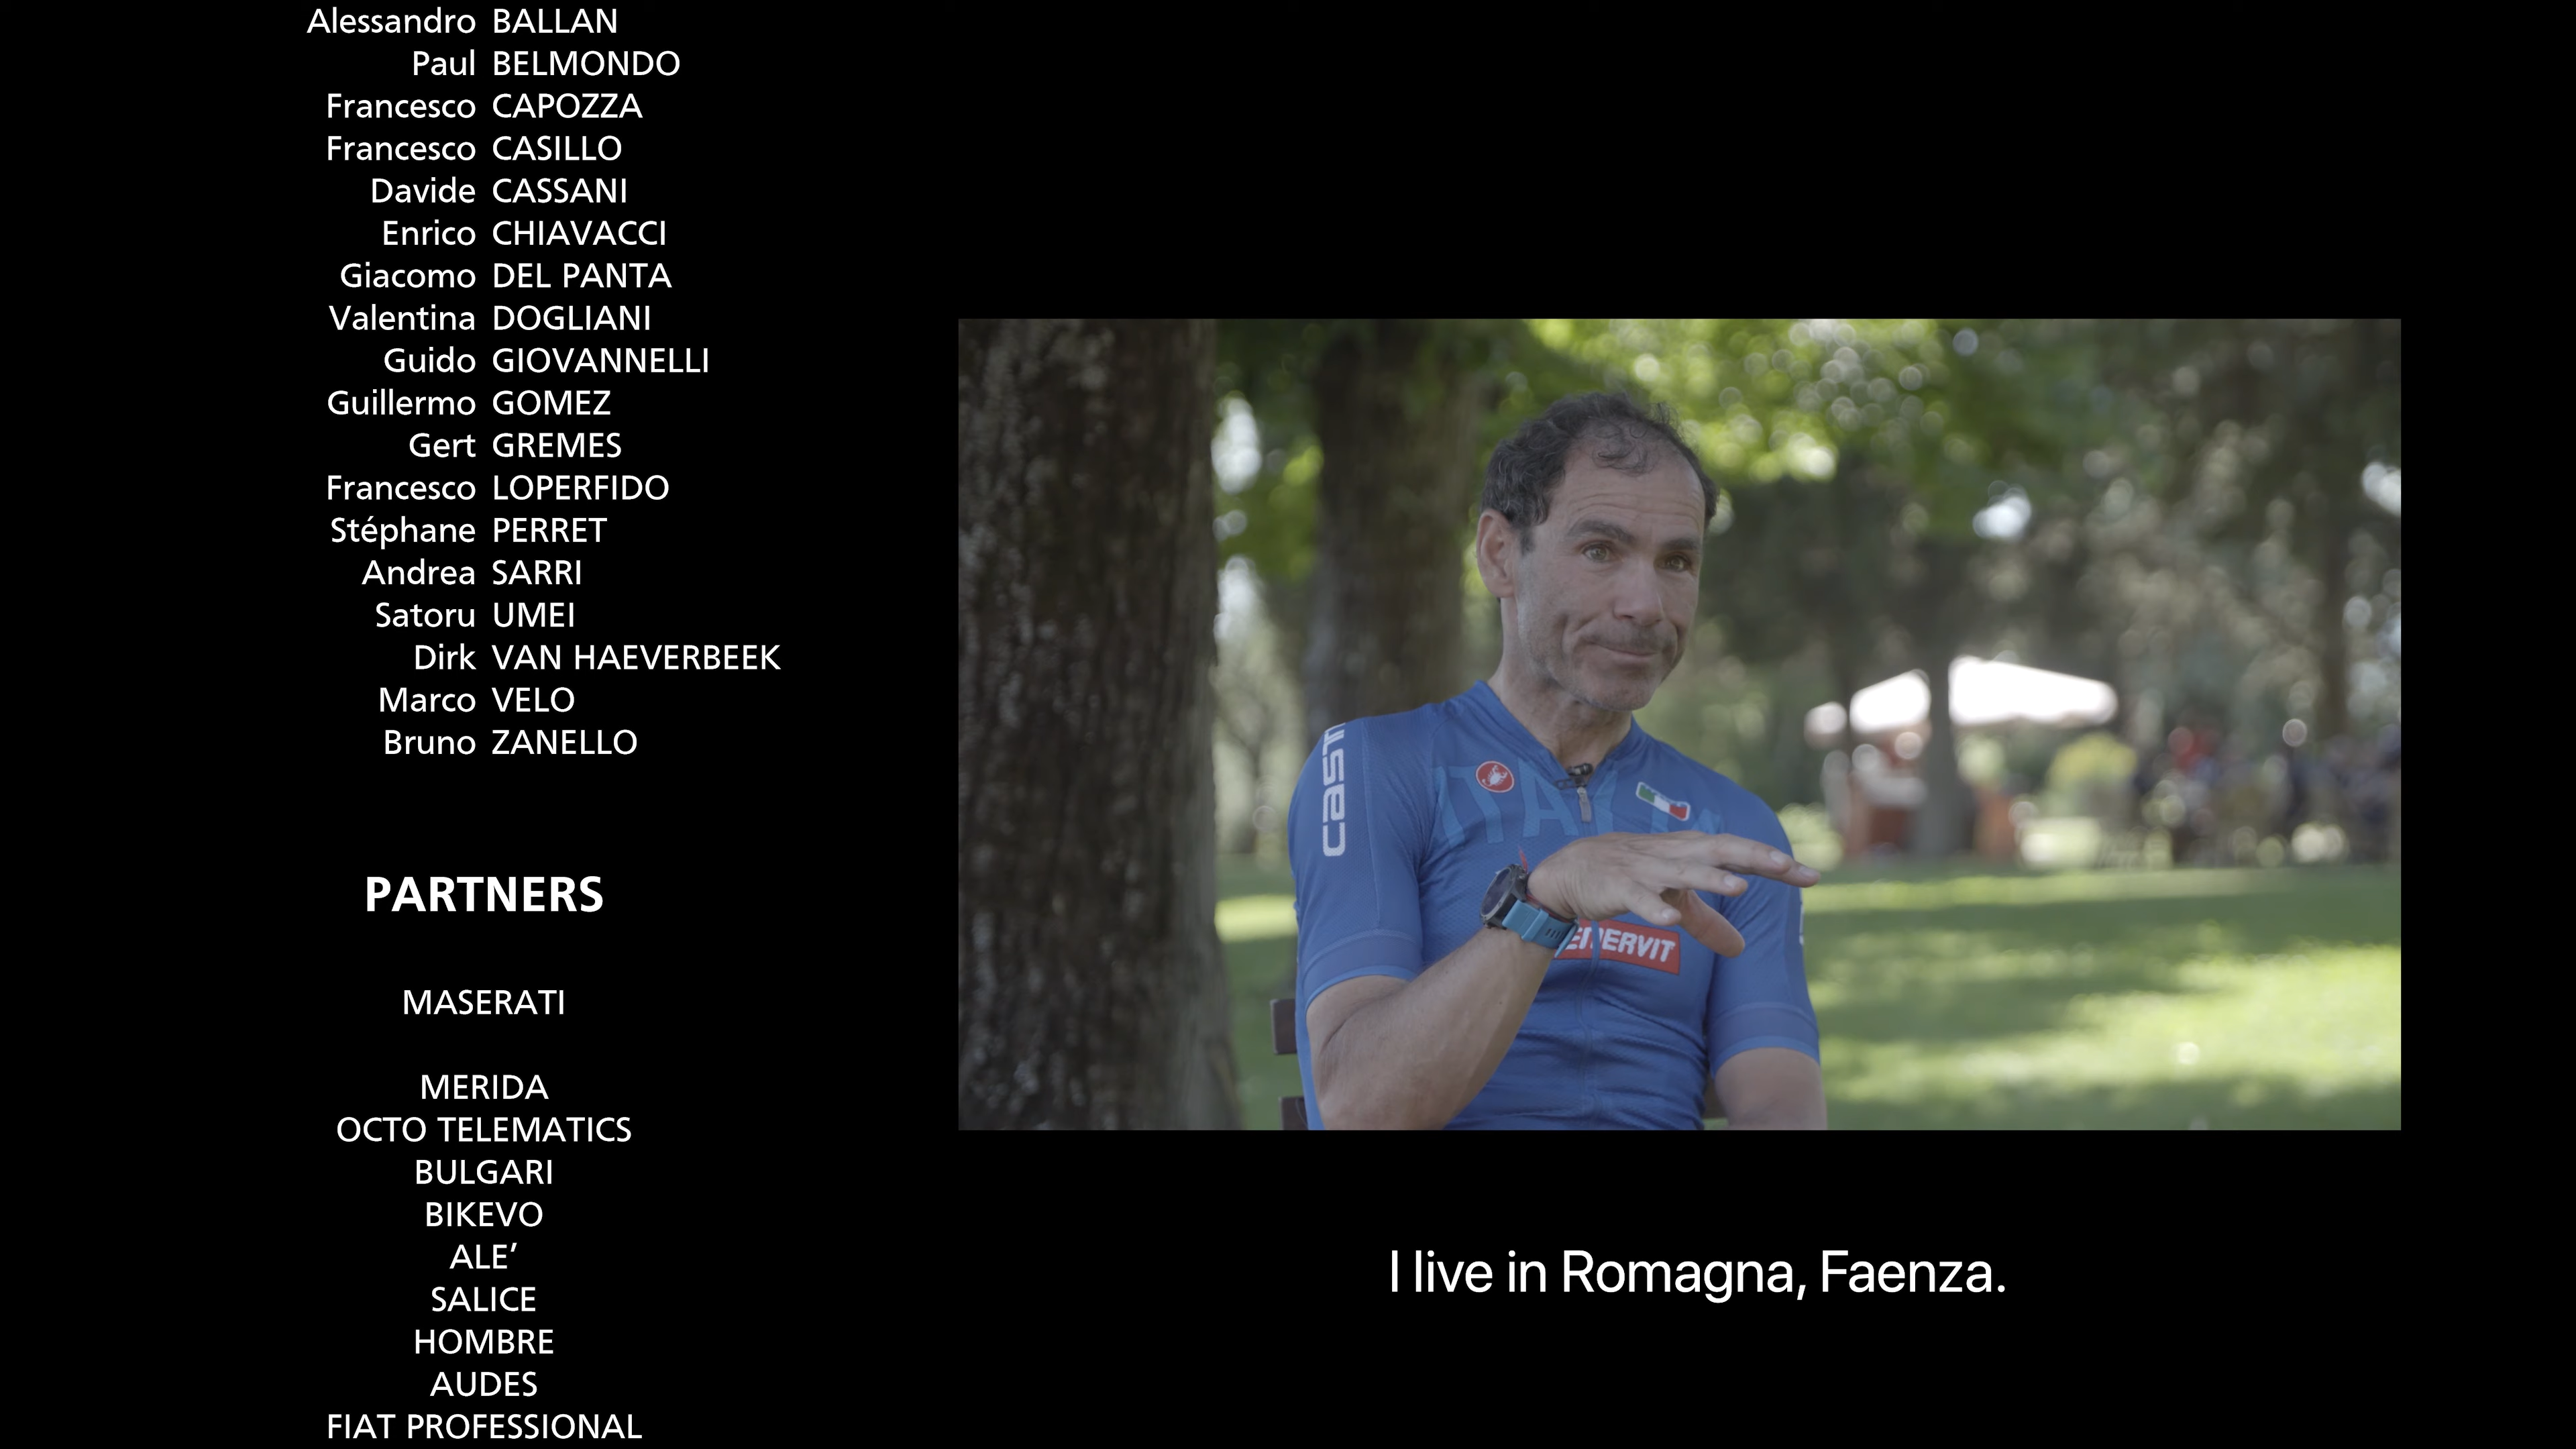 Alessandro BALLAN
Paul BELMONDO
Francesco CAPOZZA
Francesco CASILLO
Davide CASSANI
Enrico CHIAVACCI
Giacomo DEL PANTA
Valentina DOGLIANI
Guido GIOVANNELLI
Guillermo GOMEZ
Gert GREMES
Francesco LOPERFIDO
Stéphane PERRET
Andrea SARRI
Satoru UMEI
Dirk VAN HAEVERBEEK
Marco VELO
Bruno ZANELLO
PARTNERS
MASERATI
MERIDA
OCTO TELEMATICS
BULGARI
BIKEVO
ALE’
SALICE
HOMBRE
AUDES
FIAT PROFESSIONAL
ITA
ENERVIT
I live in Romagna, Faenza.